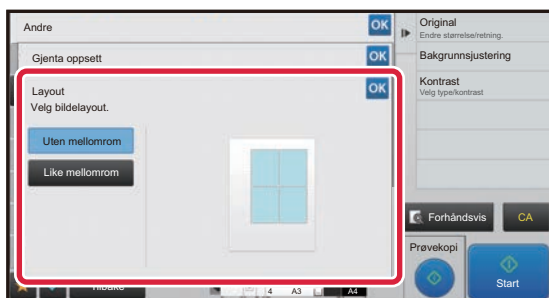 Andre
OK
Gjenta oppsett
OK
Layout
OK
Velg bildelayout.
Uten mellomrom
Like mellomrom
Original
Endre størrelse/retning.
Bakgrunnsjustering
Kontrast
Velg type/kontrast
Forhåndsvis
CA
Prøvekopi
Start
Tilbake
4
A3
A4